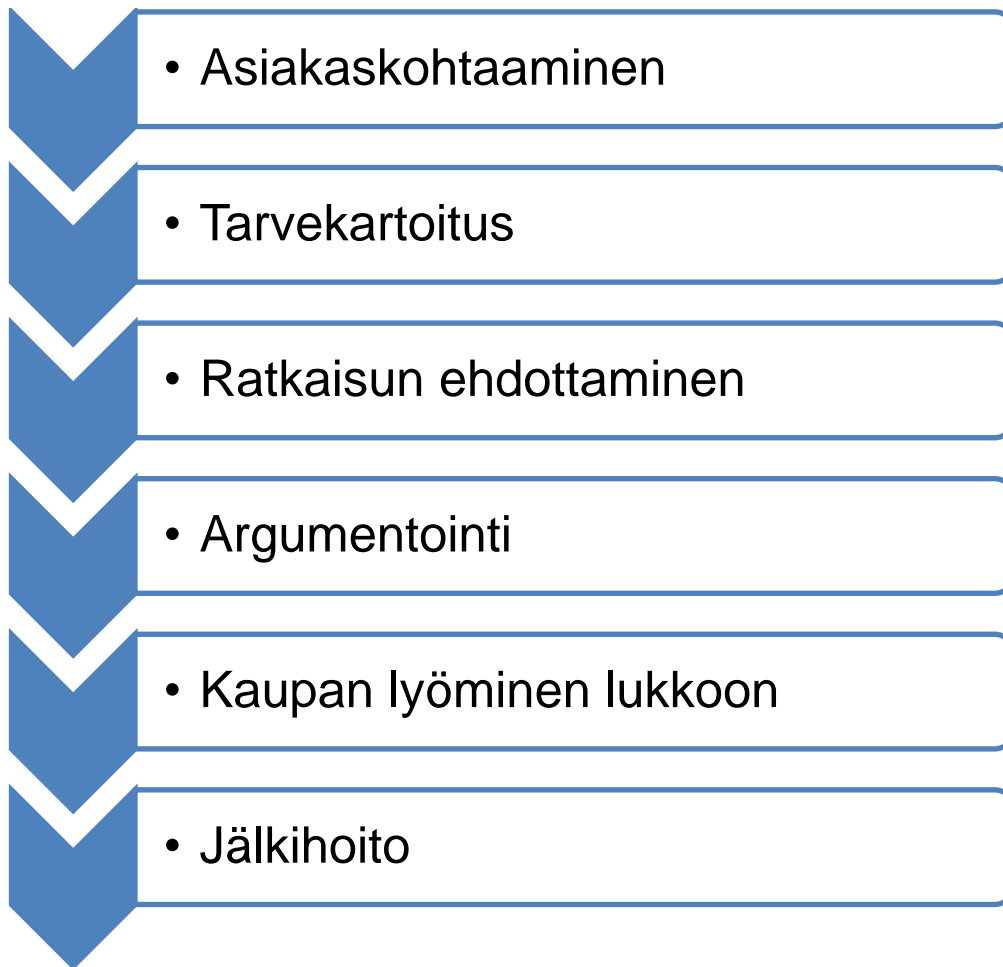 • Asiakaskohtaaminen
• Tarvekartoitus
• Ratkaisun ehdottaminen
• Argumentointi
• Kaupan lyöminen lukkoon
• Jälkihoito